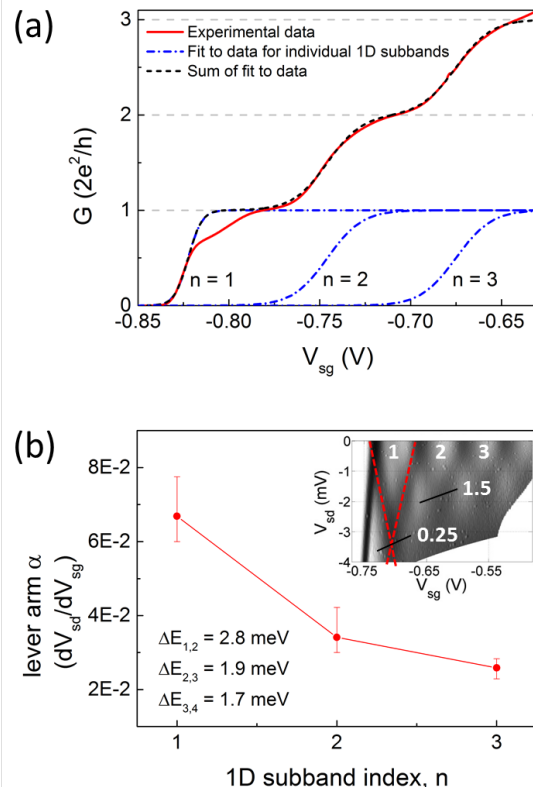 (a)
Experimental data
Fit to data for individual 1D subbands
Sum of fit to data
G (2e²/h)
3
2
1
0
n = 1
n = 2
n = 3
-0.85
-0.80
-0.75
-0.70
-0.65
V_sg (V)
(b)
lever arm α
(dV_sd/dV_sg)
8E-2
6E-2
4E-2
2E-2
V_sd (mV)
0
-1
-2
-3
-4
1
2
3
1.5
0.25
-0.75
-0.65
-0.55
V_sg (V)
ΔE_1,2 = 2.8 meV
ΔE_2,3 = 1.9 meV
ΔE_3,4 = 1.7 meV
1
2
3
1D subband index, n